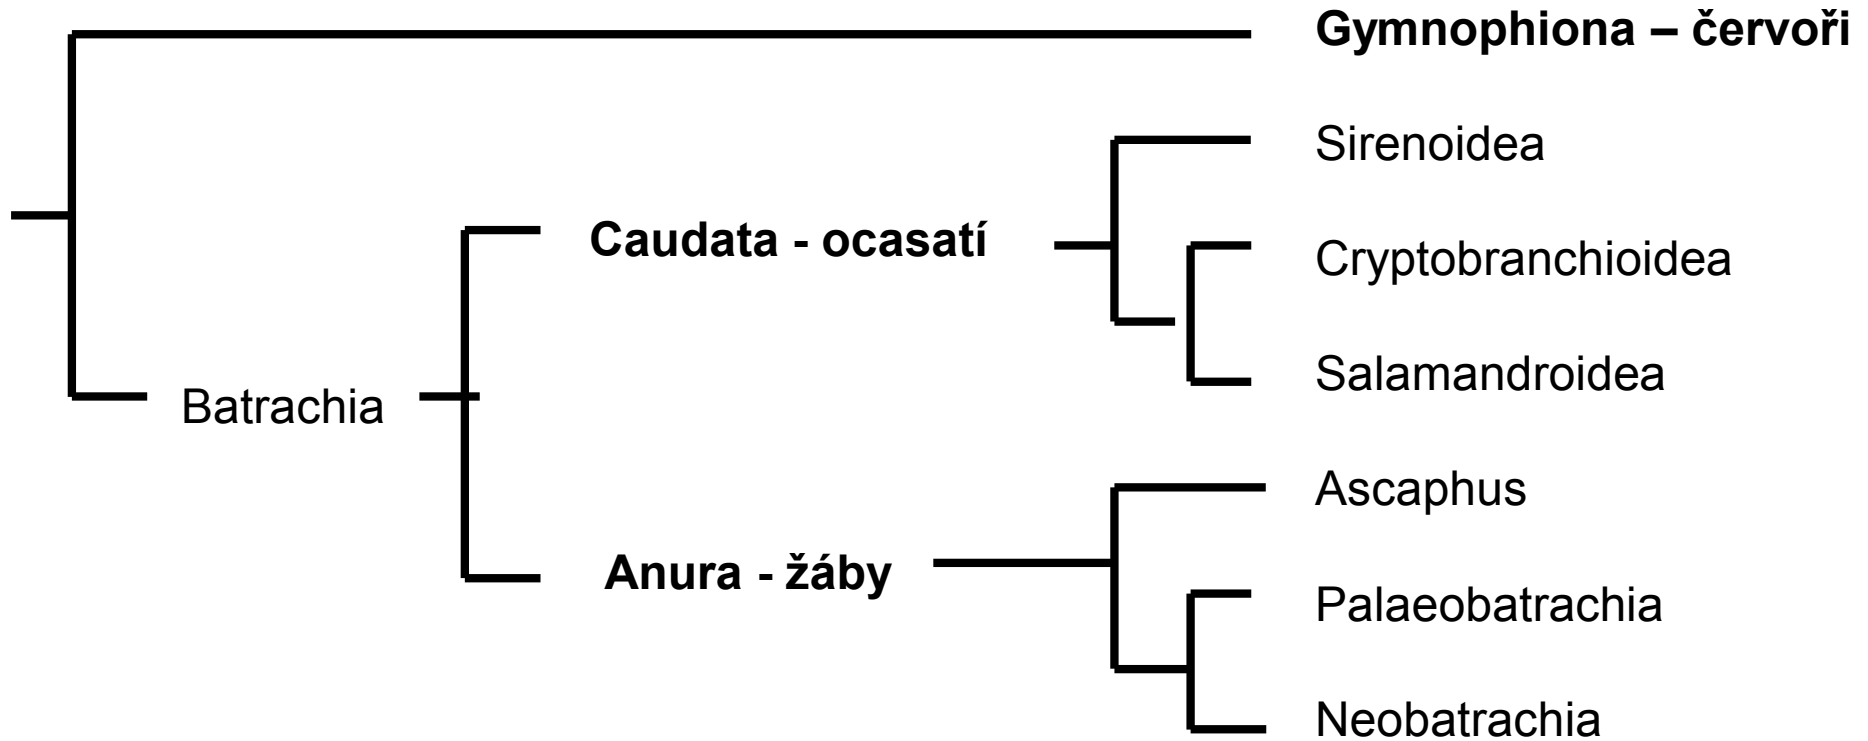 Gymnophiona – červoři
Sirenoidea
Caudata - ocasatí
Cryptobranchioidea
Salamandroidea
Batrachia
Ascaphus
Anura - žáby
Palaeobatrachia
Neobatrachia